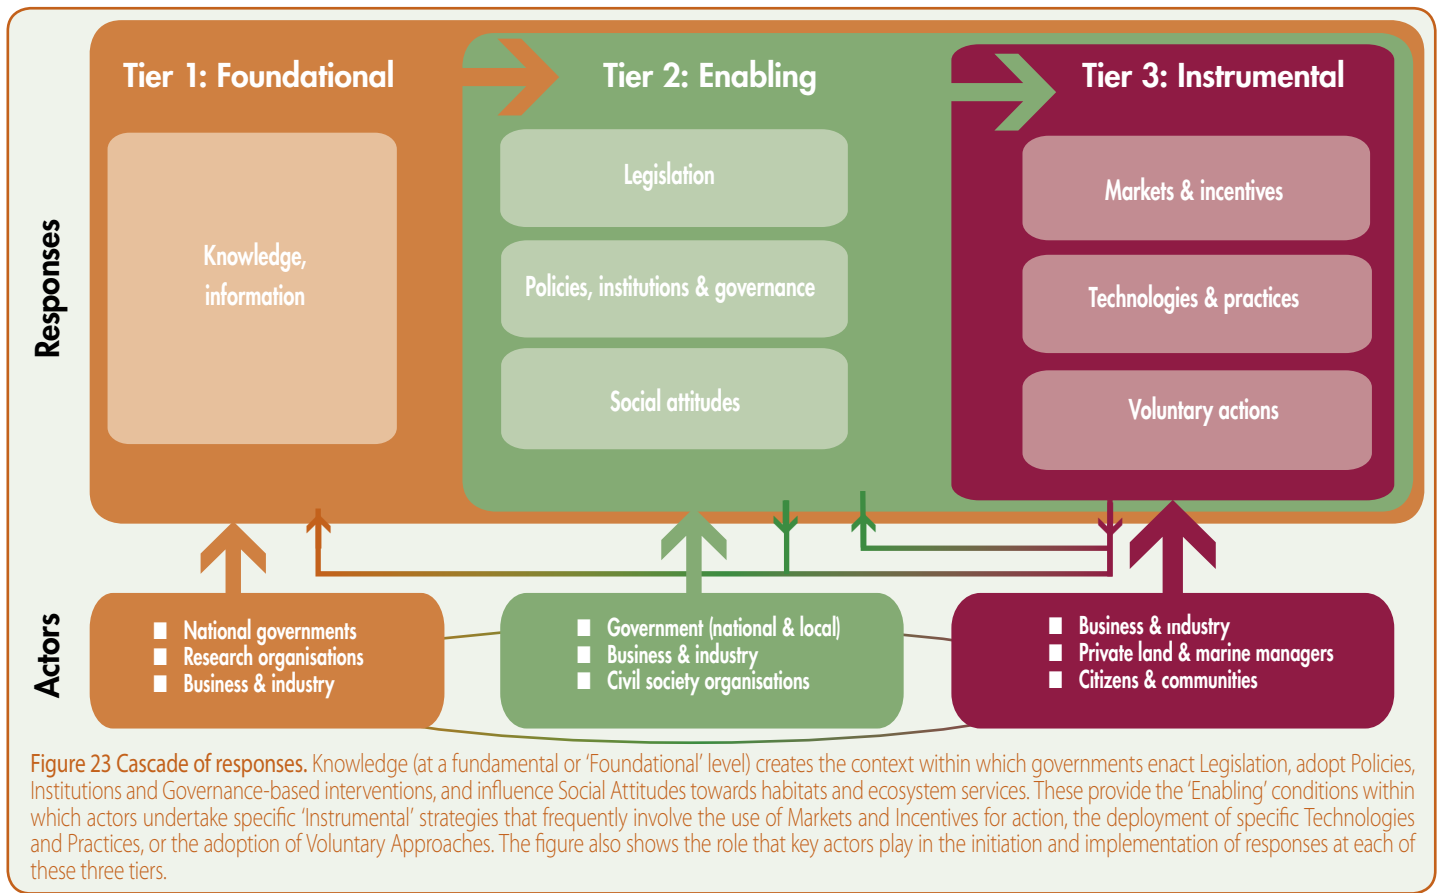 Tier 1: Foundational
Tier 2: Enabling
Tier 3: Instrumental
Responses
Knowledge,
information
Legislation
Policies, institutions & governance
Social attitudes
Markets & incentives
Technologies & practices
Voluntary actions
Actors
■ National governments
■ Research organisations
■ Business & industry
■ Government (national & local)
■ Business & industry
■ Civil society organisations
■ Business & industry
■ Private land & marine managers
■ Citizens & communities
Figure 23 Cascade of responses. Knowledge (at a fundamental or ‘Foundational’ level) creates the context within which governments enact Legislation, adopt Policies,
Institutions and Governance-based interventions, and influence Social Attitudes towards habitats and ecosystem services. These provide the ‘Enabling’ conditions within
which actors undertake specific ‘Instrumental’ strategies that frequently involve the use of Markets and Incentives for action, the deployment of specific Technologies
and Practices, or the adoption of Voluntary Approaches. The figure also shows the role that key actors play in the initiation and implementation of responses at each of
these three tiers.